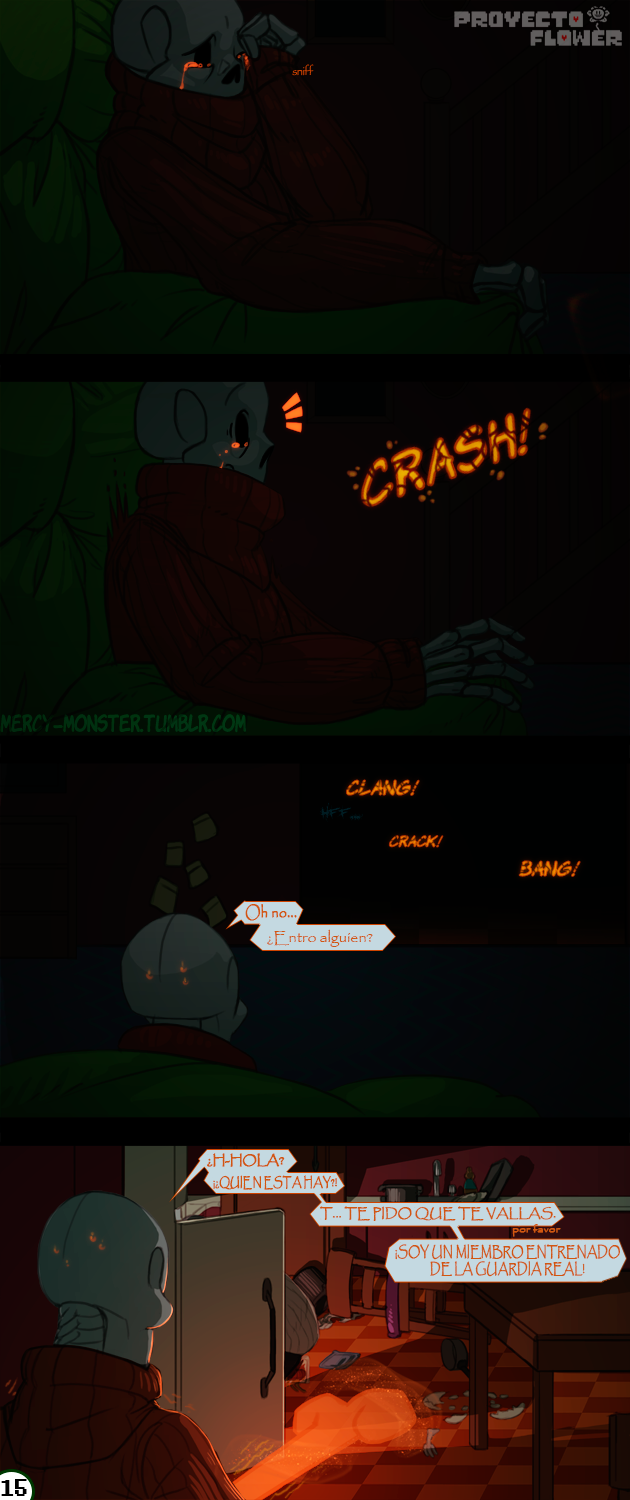 PROYECTO
FLOWER
sniff
CRASH!
MERCY-MONSTER.TUMBLR.COM
CLANG!
CRACK!
BANG!
Oh no...
¿Entro alguien?
¿H-HOLA?
¡¿QUIEN ESTA HAY?!
T... TE PIDO QUE TE VALLAS.
por favor
¡SOY UN MIEMBRO ENTRENADO
DE LA GUARDIA REAL!
15